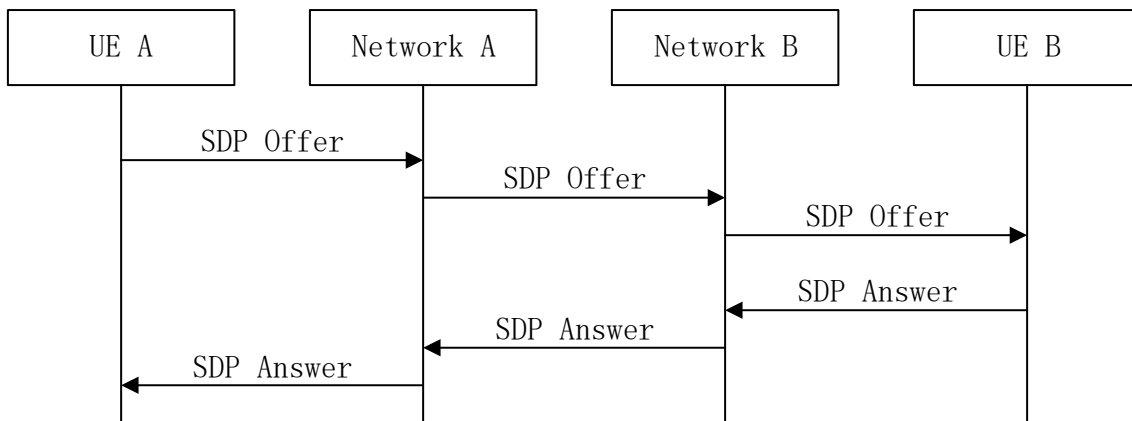 UE A
Network A
Network B
UE B
SDP Offer
SDP Offer
SDP Offer
SDP Answer
SDP Answer
SDP Answer